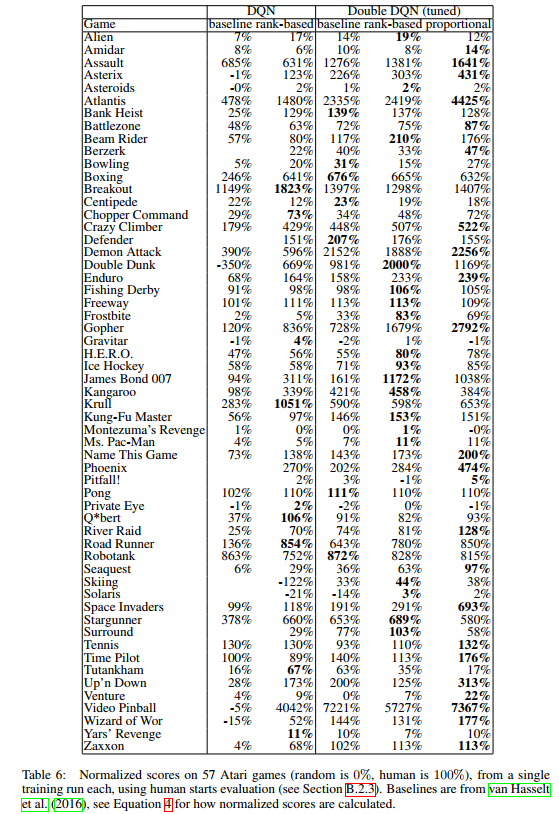 DQN Double DQN (tuned)
Game baseline rank-based baseline rank-based proportional
Alien 7% 17% 14% 19% 12%
Amidar 8% 6% 10% 8% 14%
Assault 685% 631% 1276% 1381% 1641%
Asterix -1% 123% 226% 303% 431%
Asteroids -0% 2% 1% 2% 2%
Atlantis 478% 1480% 2335% 2419% 4425%
Bank Heist 25% 129% 139% 137% 128%
Battlezone 48% 63% 72% 75% 87%
Beam Rider 57% 80% 117% 210% 176%
Berzerk 22% 40% 33% 47%
Bowling 5% 20% 31% 15% 27%
Boxing 246% 641% 676% 665% 632%
Breakout 1149% 1823% 1397% 1298% 1407%
Centipede 22% 12% 23% 19% 18%
Chopper Command 29% 73% 34% 48% 72%
Crazy Climber 179% 429% 448% 507% 522%
Defender 151% 207% 176% 155%
Demon Attack 390% 596% 2152% 1888% 2256%
Double Dunk -350% 669% 981% 2000% 1169%
Enduro 68% 164% 158% 233% 239%
Fishing Derby 91% 98% 98% 106% 105%
Freeway 101% 111% 113% 113% 109%
Frostbite 2% 5% 33% 83% 69%
Gopher 120% 836% 728% 1679% 2792%
Gravitar -1% 4% -2% 1% -1%
H.E.R.O. 47% 56% 55% 80% 78%
Ice Hockey 58% 58% 71% 93% 85%
James Bond 007 94% 311% 161% 1172% 1038%
Kangaroo 98% 339% 421% 458% 384%
Krull 283% 1051% 590% 598% 653%
Kung-Fu Master 56% 97% 146% 153% 151%
Montezuma's Revenge 1% 0% 0% 1% -0%
Ms. Pac-Man 4% 5% 7% 11% 11%
Name This Game 73% 138% 143% 173% 200%
Phoenix 270% 202% 284% 474%
Pitfall! 2% 3% -1% 5%
Pong 102% 110% 111% 110% 110%
Private Eye -1% 2% -2% 0% -1%
Q*bert 37% 106% 91% 82% 93%
River Raid 25% 70% 74% 81% 128%
Road Runner 136% 854% 643% 780% 850%
Robotank 863% 752% 872% 828% 815%
Seaquest 6% 29% 36% 63% 97%
Skiing -122% 33% 44% 38%
Solaris -21% -14% 3% 2%
Space Invaders 99% 118% 191% 291% 693%
Stargunner 378% 660% 653% 689% 580%
Surround 29% 77% 103% 58%
Tennis 130% 130% 93% 110% 132%
Time Pilot 100% 89% 140% 113% 176%
Tutankham 16% 67% 63% 35% 17%
Up'n Down 28% 173% 200% 125% 313%
Venture 4% 9% 0% 7% 22%
Video Pinball -5% 4042% 7221% 5727% 7367%
Wizard of Wor -15% 52% 144% 131% 177%
Yars' Revenge 11% 10% 7% 10%
Zaxxon 4% 68% 102% 113% 113%
Table 6: Normalized scores on 57 Atari games (random is 0%, human is 100%), from a single
training run each, using human starts evaluation (see Section B.2.3). Baselines are from van Hasselt
et al. (2016), see Equation 4 for how normalized scores are calculated.